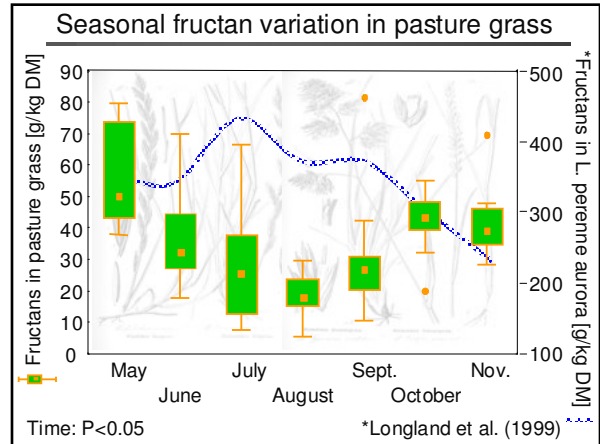 Seasonal fructan variation in pasture grass
Fructans in pasture grass [g/kg DM]
90
80
70
60
50
40
30
20
10
0
500
400
300
200
100
*Fructans in L. perenne aurora [g/kg DM]
May
July
Sept.
Nov.
June
August
October
Time: P<0.05
*Longland et al. (1999)